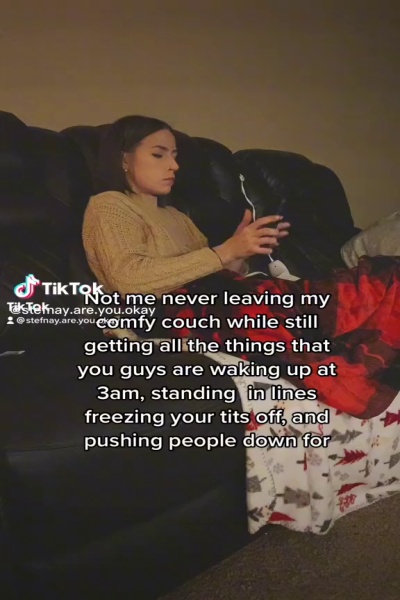 TikTok
@stefnay.are.you.okay
TikTok
@stefnay.are.you.okay
Not me never leaving my
comfy couch while still
getting all the things that
you guys are waking up at
3am, standing in lines
freezing your tits off, and
pushing people down for